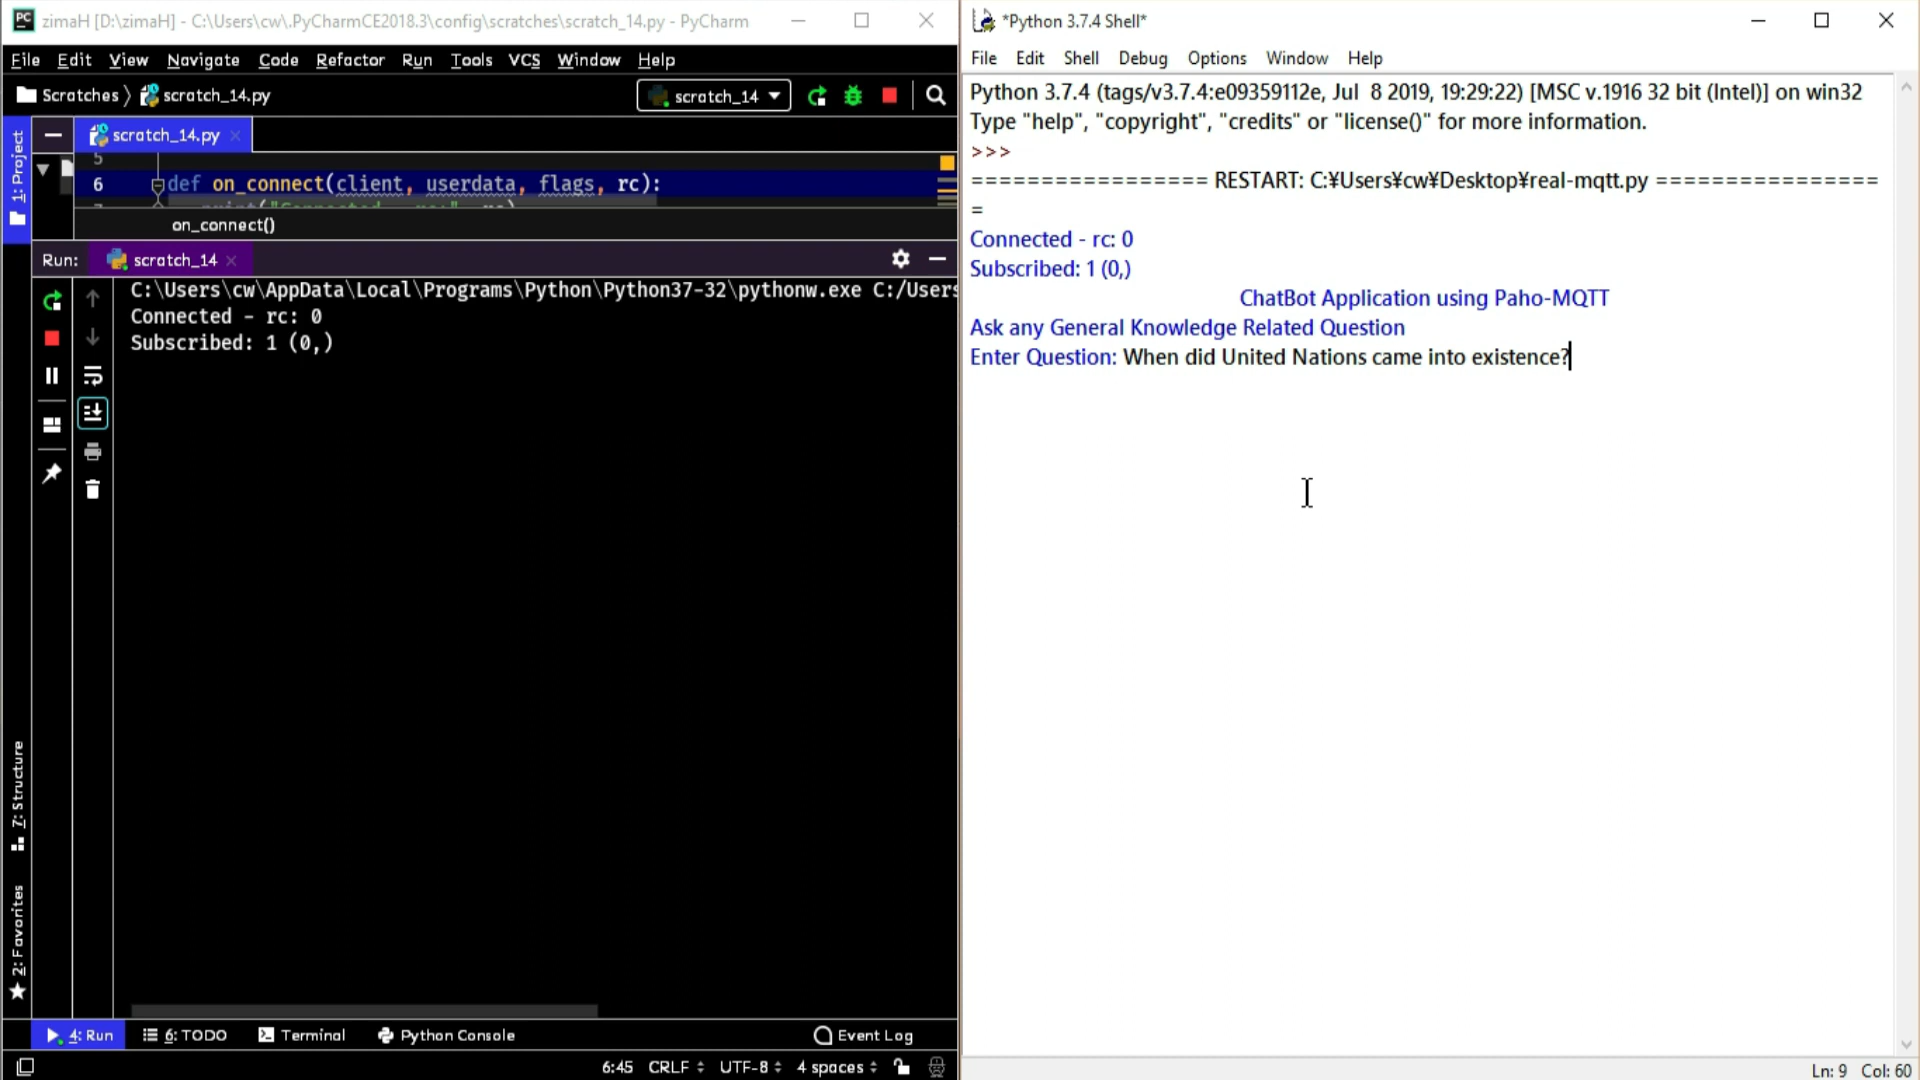 zimaH [D:\zimaH] - C:\Users\cw\.PyCharmCE2018.3\config\scratches\scratch_14.py - PyCharm
File Edit View Navigate Code Refactor Run Tools VCS Window Help
Scratches scratch_14.py scratch_14
1: Project
scratch_14.py
5
6 def on_connect(client, userdata, flags, rc):
on_connect()
Run: scratch_14
C:\Users\cw\AppData\Local\Programs\Python\Python37-32\pythonw.exe C:/Users
Connected - rc: 0
Subscribed: 1 (0,)
7: Structure
2: Favorites
4: Run 6: TODO Terminal Python Console Event Log
6:45 CRLF UTF-8 4 spaces
*Python 3.7.4 Shell*
File Edit Shell Debug Options Window Help
Python 3.7.4 (tags/v3.7.4:e09359112e, Jul 8 2019, 19:29:22) [MSC v.1916 32 bit (Intel)] on win32
Type "help", "copyright", "credits" or "license()" for more information.
>>>
================= RESTART: C:¥Users¥cw¥Desktop¥real-mqtt.py ================
=
Connected - rc: 0
Subscribed: 1 (0,)
ChatBot Application using Paho-MQTT
Ask any General Knowledge Related Question
Enter Question: When did United Nations came into existence?
Ln: 9 Col: 60